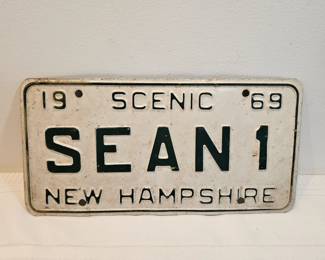 19 SCENIC 69
SEAN 1
NEW HAMPSHIRE